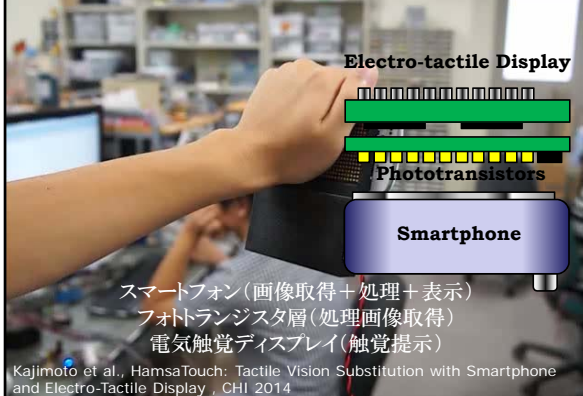 Electro-tactile Display
Phototransistors
Smartphone
スマートフォン(画像取得＋処理＋表示)
フォトトランジスタ層(処理画像取得)
電気触覚ディスプレイ(触覚提示)
Kajimoto et al., HamsaTouch: Tactile Vision Substitution with Smartphone
and Electro-Tactile Display , CHI 2014